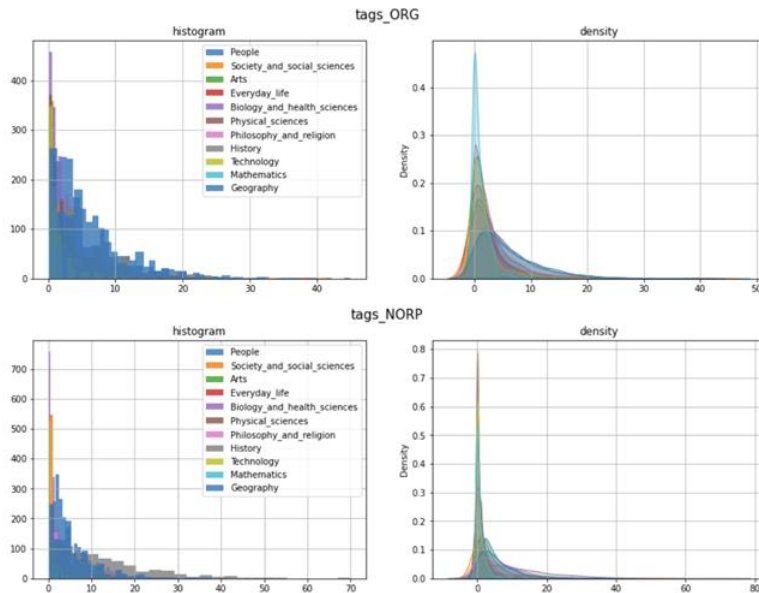 tags_ORG
histogram
density
People
Society_and_social_sciences
Arts
Everyday_life
Biology_and_health_sciences
Physical_sciences
Philosophy_and_religion
History
Technology
Mathematics
Geography
400
300
200
100
0
0 10 20 30 40
Density
0.4
0.3
0.2
0.1
0.0
0 10 20 30 40 50
tags_NORP
histogram
density
People
Society_and_social_sciences
Arts
Everyday_life
Biology_and_health_sciences
Physical_sciences
Philosophy_and_religion
History
Technology
Mathematics
Geography
700
600
500
400
300
200
100
0
0 10 20 30 40 50 60 70
Density
0.8
0.7
0.6
0.5
0.4
0.3
0.2
0.1
0.0
0 20 40 60 80